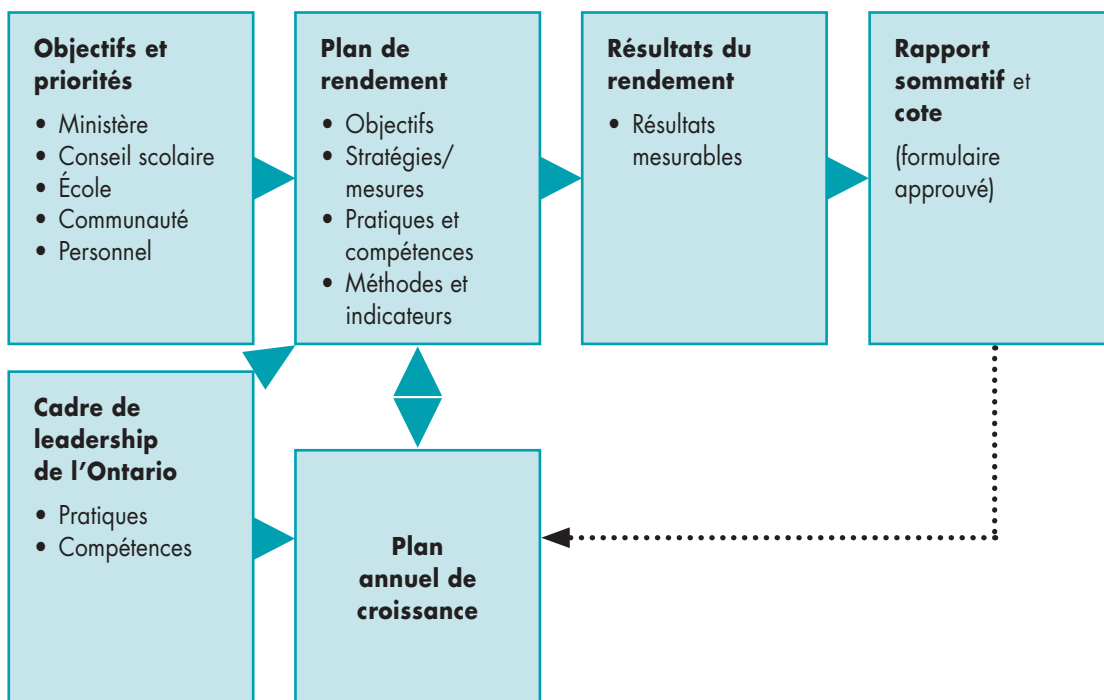 Objectifs et
priorités
• Ministère
• Conseil scolaire
• École
• Communauté
• Personnel
Plan de
rendement
• Objectifs
• Stratégies/
mesures
• Pratiques et
compétences
• Méthodes et
indicateurs
Résultats du
rendement
• Résultats
mesurables
Rapport
sommatif et
cote
(formulaire
approuvé)
Cadre de
leadership
de l’Ontario
• Pratiques
• Compétences
Plan
annuel de
croissance